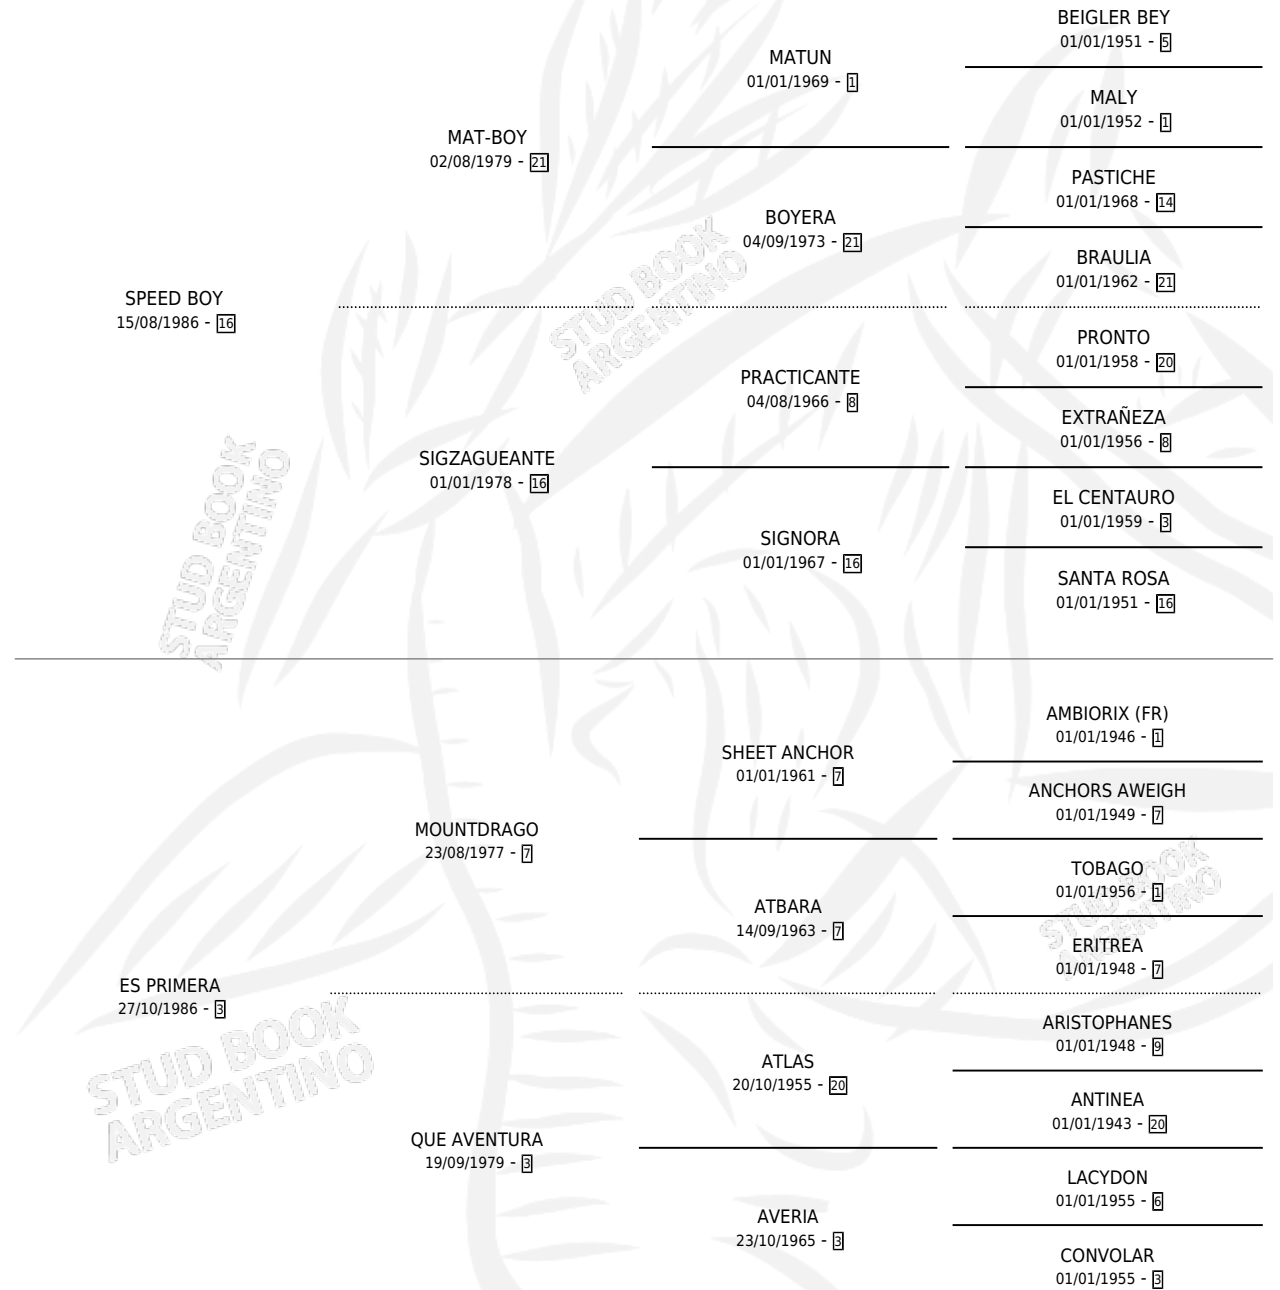 BEIGLER BEY
01/01/1951 - 5
MATUN
01/01/1969 - 1
MALY
01/01/1952 - 1
MAT-BOY
02/08/1979 - 21
PASTICHE
01/01/1968 - 14
BOYERA
04/09/1973 - 21
BRAULIA
01/01/1962 - 21
SPEED BOY
15/08/1986 - 16
PRONTO
01/01/1958 - 20
PRACTICANTE
04/08/1966 - 8
EXTRAÑEZA
01/01/1956 - 8
SIGZAGUEANTE
01/01/1978 - 16
EL CENTAURO
01/01/1959 - 3
SIGNORA
01/01/1967 - 16
SANTA ROSA
01/01/1951 - 16
AMBIORIX (FR)
01/01/1946 - 1
SHEET ANCHOR
01/01/1961 - 7
ANCHORS AWEIGH
01/01/1949 - 7
MOUNTDRAGO
23/08/1977 - 7
TOBAGO
01/01/1956 - 1
ATBARA
14/09/1963 - 7
ERITREA
01/01/1948 - 7
ES PRIMERA
27/10/1986 - 3
ARISTOPHANES
01/01/1948 - 9
ATLAS
20/10/1955 - 20
ANTINEA
01/01/1943 - 20
QUE AVENTURA
19/09/1979 - 3
LACYDON
01/01/1955 - 6
AVERIA
23/10/1965 - 3
CONVOLAR
01/01/1955 - 3
STUD BOOK
ARGENTINO
STUD BOOK
ARGENTINO
STUD BOOK
ARGENTINO
STUD BOOK
ARGENTINO